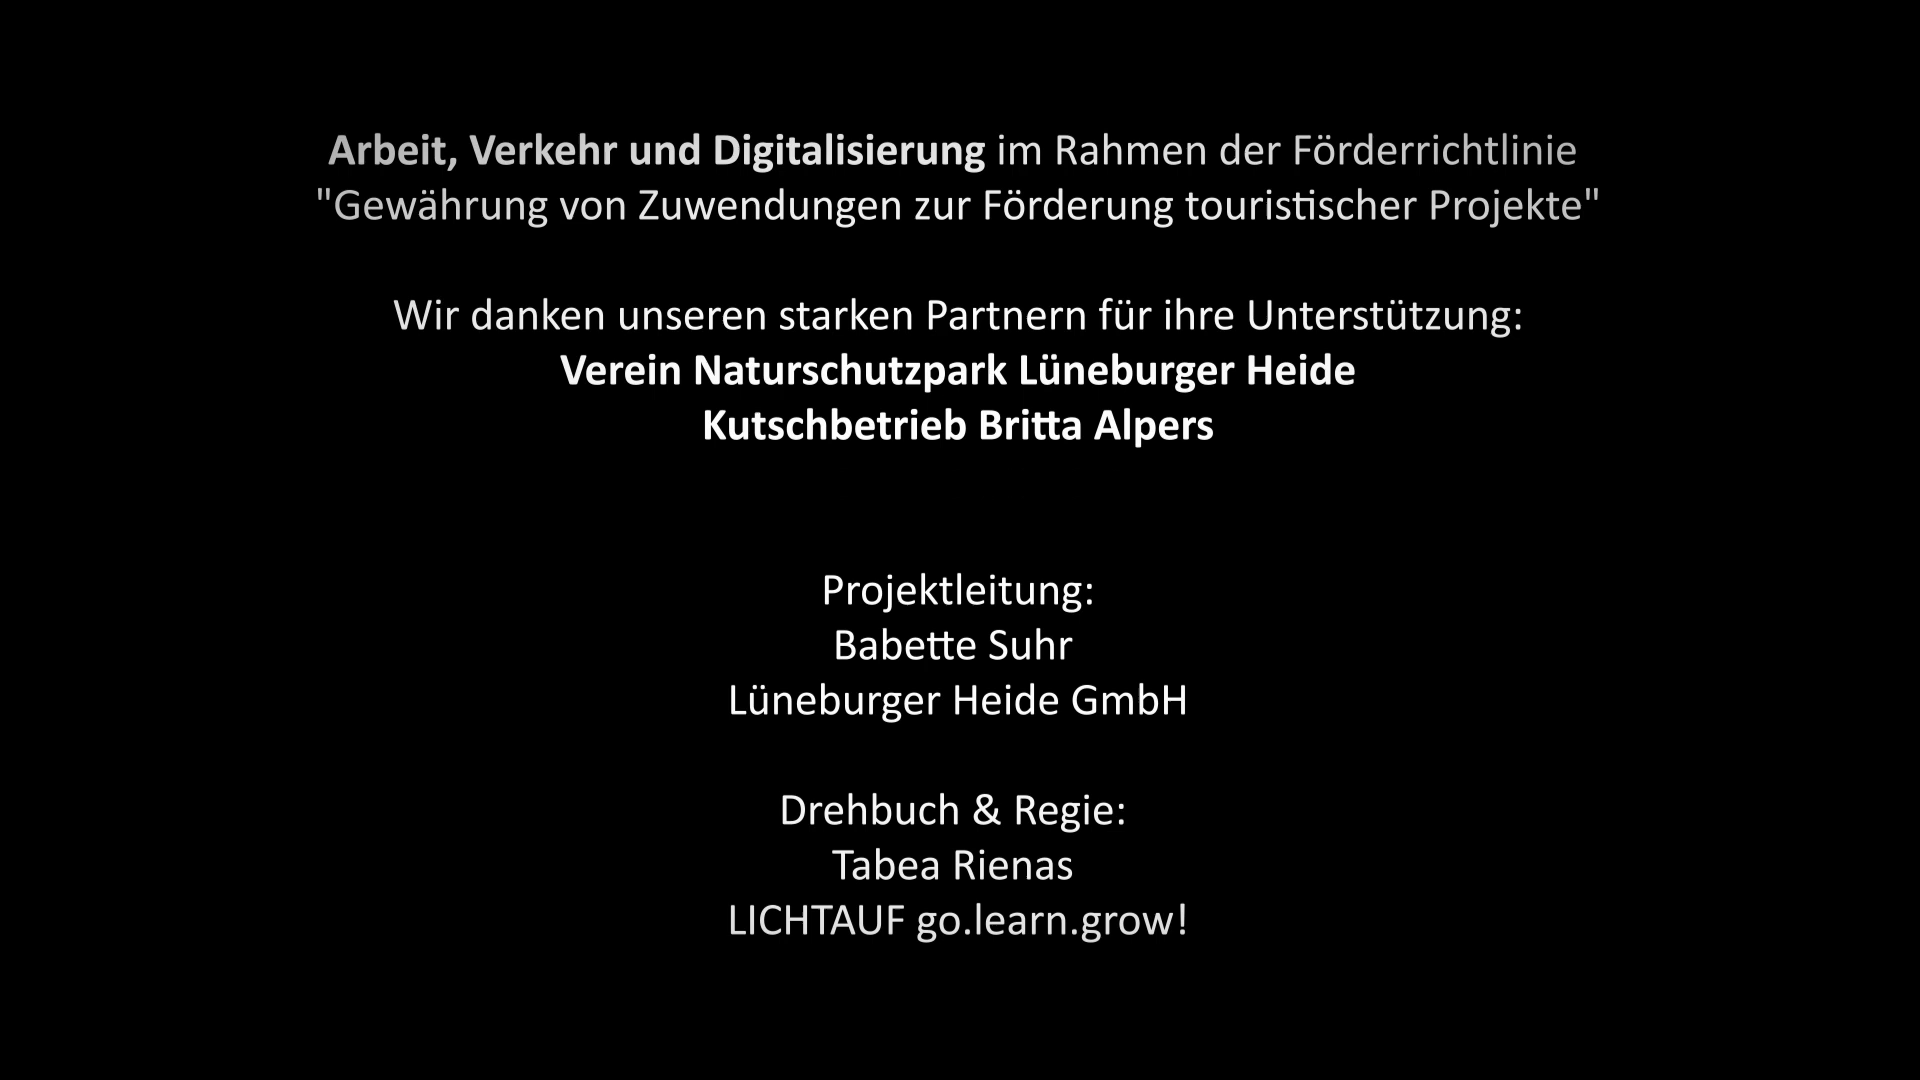 Arbeit, Verkehr und Digitalisierung im Rahmen der Förderrichtlinie
"Gewährung von Zuwendungen zur Förderung touristischer Projekte"
Wir danken unseren starken Partnern für ihre Unterstützung:
Verein Naturschutzpark Lüneburger Heide
Kutschbetrieb Britta Alpers
Projektleitung:
Babette Suhr
Lüneburger Heide GmbH
Drehbuch & Regie:
Tabea Rienas
LICHTAUF go.learn.grow!